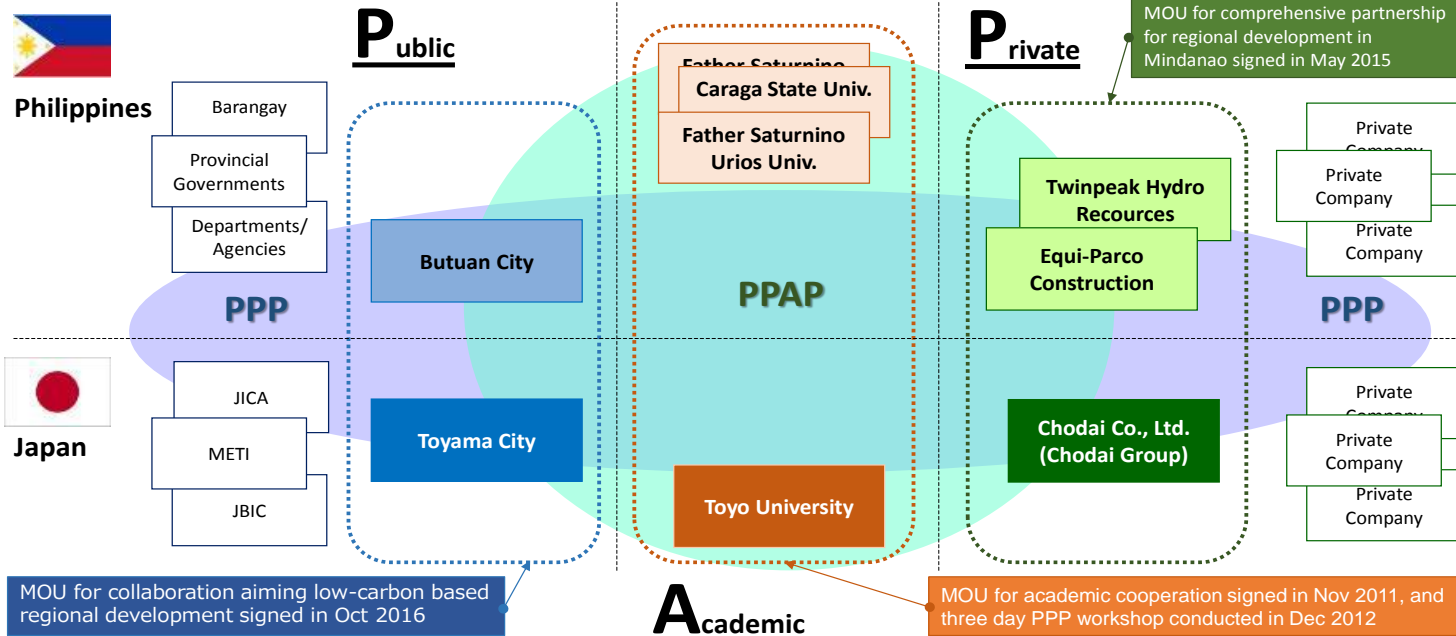 Public
Private
MOU for comprehensive partnership
for regional development in
Mindanao signed in May 2015
Philippines
Barangay
Provincial
Governments
Departments/
Agencies
Father Saturnino
Caraga State Univ.
Father Saturnino
Urios Univ.
Twinpeak Hydro
Recources
Equi-Parco
Construction
Private
Company
Private
Company
Private
Company
Butuan City
PPP
PPAP
PPP
Japan
JICA
METI
JBIC
Toyama City
Toyo University
Chodai Co., Ltd.
(Chodai Group)
Private
Company
Private
Company
Private
Company
MOU for collaboration aiming low-carbon based
regional development signed in Oct 2016
Academic
MOU for academic cooperation signed in Nov 2011, and
three day PPP workshop conducted in Dec 2012